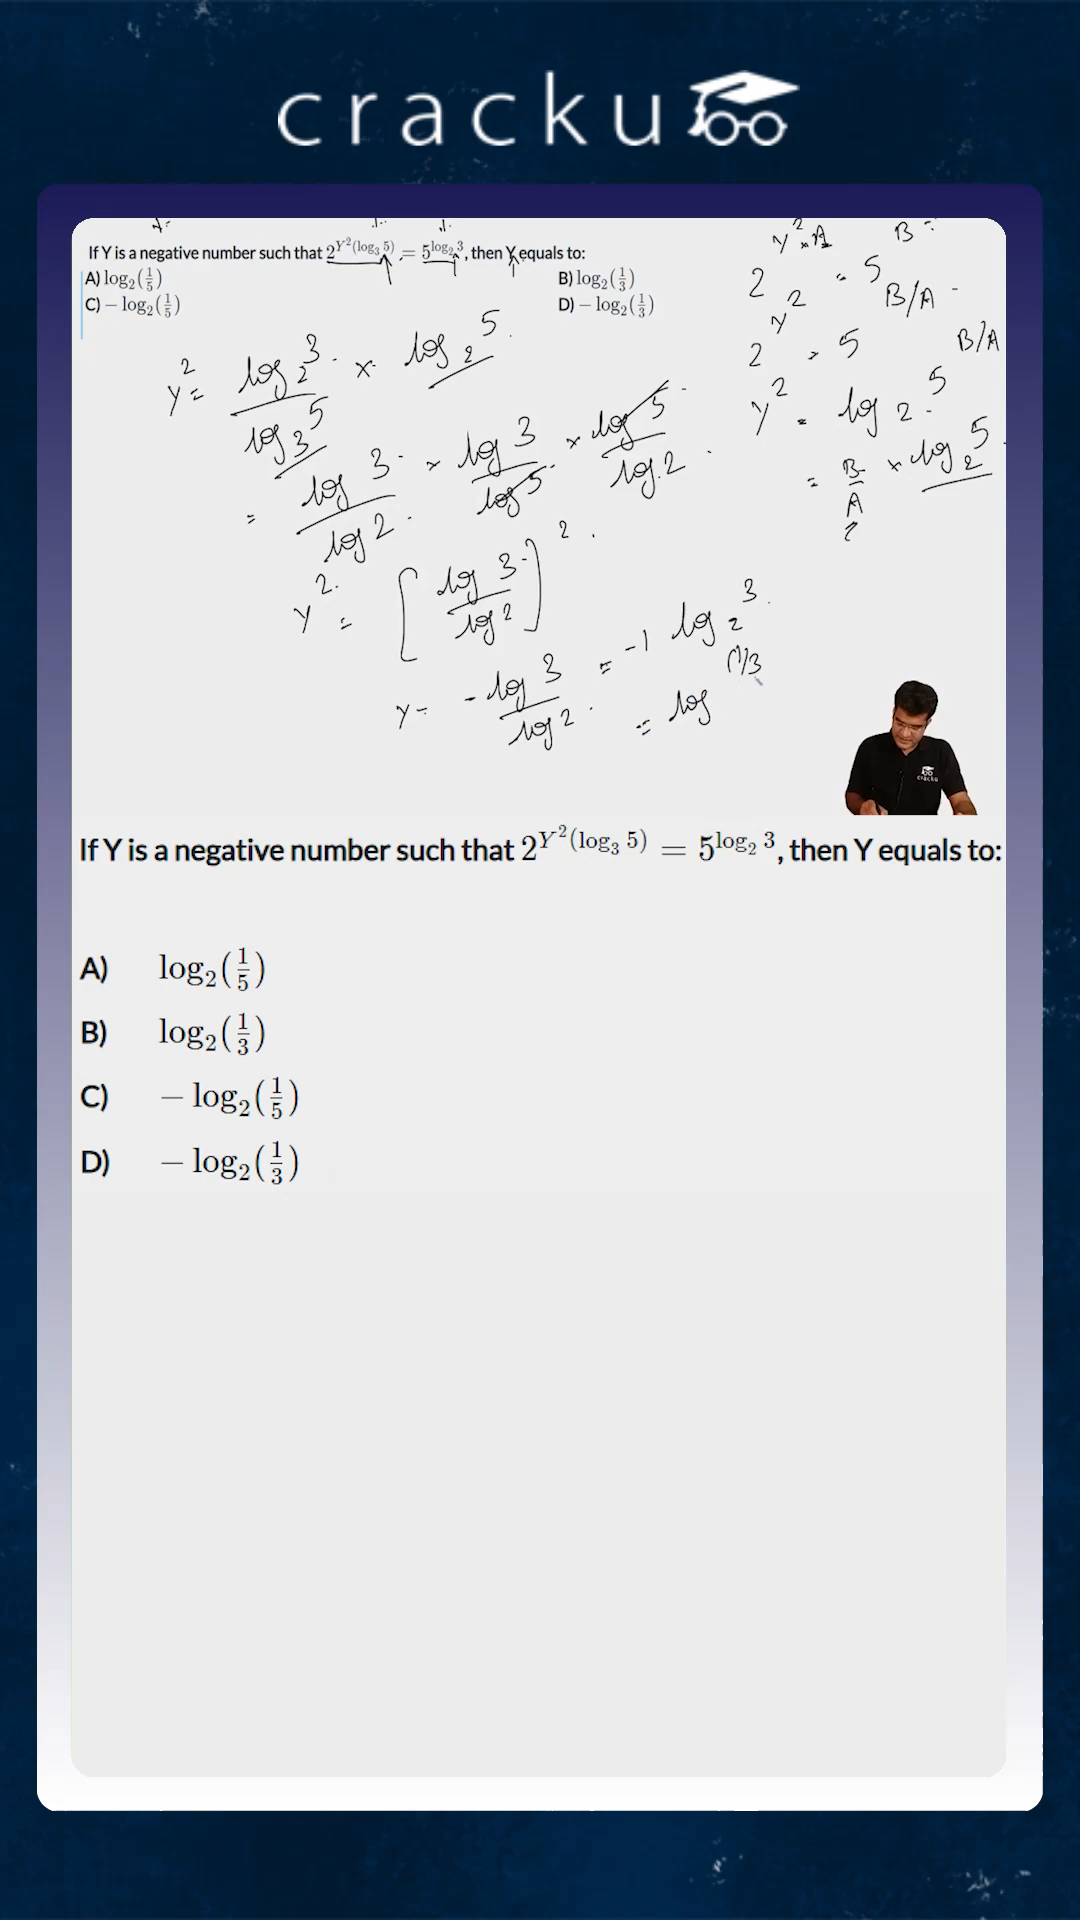 cracku
If Y is a negative number such that 2^{Y^2(log_3 5)} = 5^{log_2 3}, then Y equals to:
A) log_2(1/5)
B) log_2(1/3)
C) − log_2(1/5)
D) − log_2(1/3)
2^{Y^2 × A} = 5^B
2^{Y^2} = 5^{B/A}
Y^2 = log_2 5^{B/A}
= B/A × log_2 5
Y^2 = log_2 3 / log_3 5 × log_2 5
= log 3 / log 2 × log 3 / log 5 × log 5 / log 2
Y^2 = [log 3 / log 2]^2
Y = - log 3 / log 2 = -1 log_2 3
= log (1/3
cracku
If Y is a negative number such that 2^{Y^2(log_3 5)} = 5^{log_2 3}, then Y equals to:
A) log_2(1/5)
B) log_2(1/3)
C) − log_2(1/5)
D) − log_2(1/3)